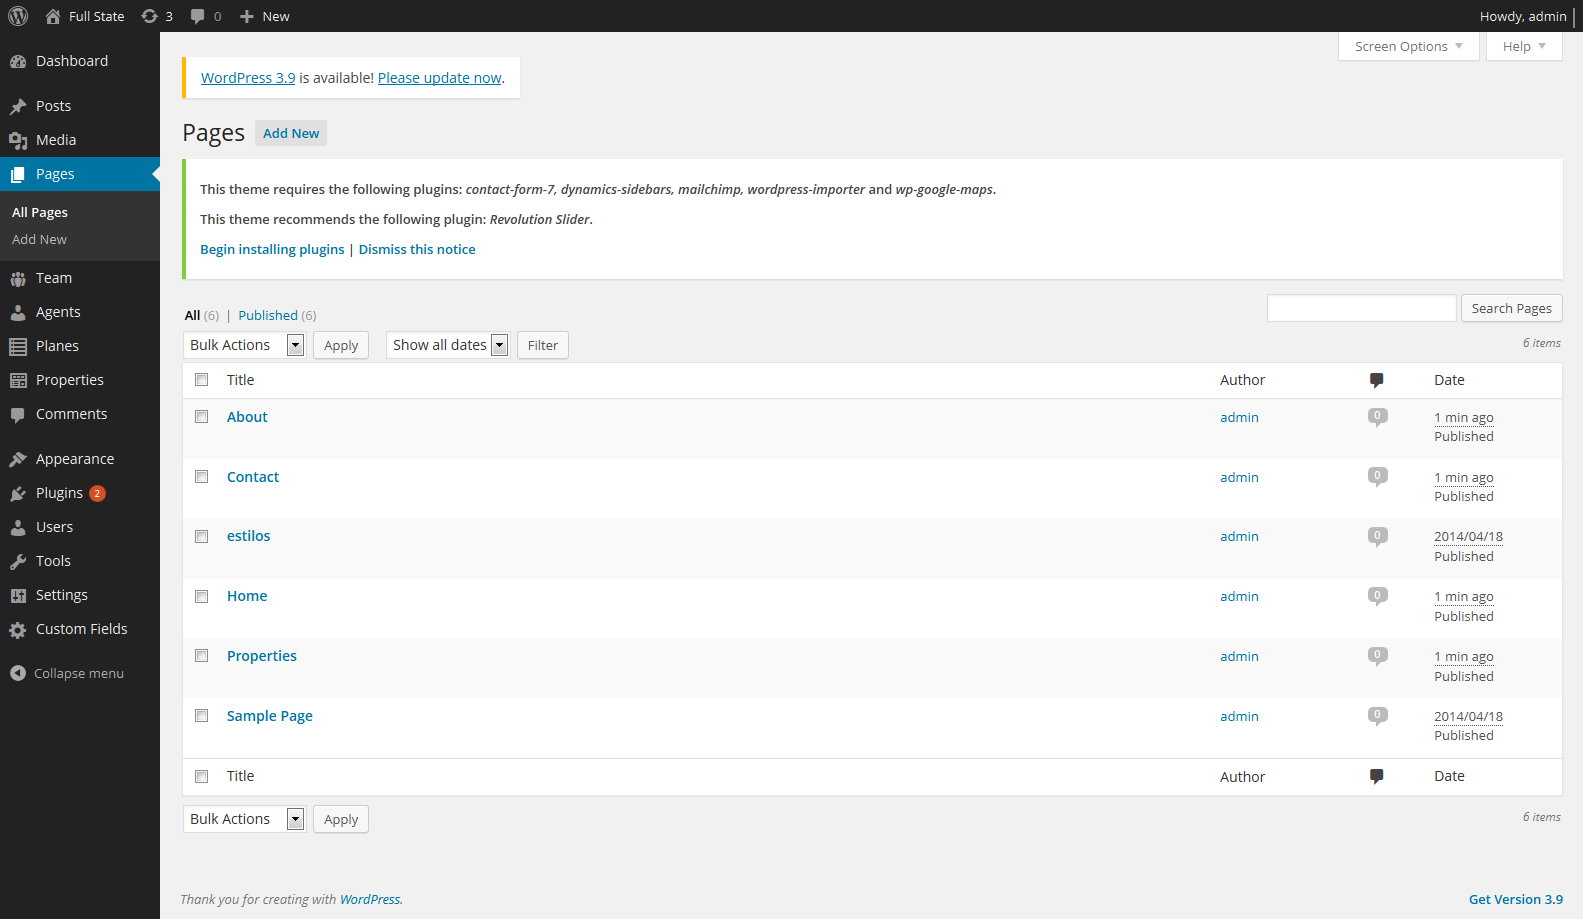 Full State 3 0 New Howdy, admin
Dashboard
Posts
Media
Pages
All Pages
Add New
Team
Agents
Planes
Properties
Comments
Appearance
Plugins 2
Users
Tools
Settings
Custom Fields
Collapse menu
Screen Options Help
WordPress 3.9 is available! Please update now.
Pages Add New
This theme requires the following plugins: contact-form-7, dynamics-sidebars, mailchimp, wordpress-importer and wp-google-maps.
This theme recommends the following plugin: Revolution Slider.
Begin installing plugins | Dismiss this notice
All (6) | Published (6)
Search Pages
Bulk Actions Apply Show all dates Filter
6 items
Title Author Date
About admin 0 1 min ago
Published
Contact admin 0 1 min ago
Published
estilos admin 0 2014/04/18
Published
Home admin 0 1 min ago
Published
Properties admin 0 1 min ago
Published
Sample Page admin 0 2014/04/18
Published
Title Author Date
Bulk Actions Apply
6 items
Thank you for creating with WordPress.
Get Version 3.9